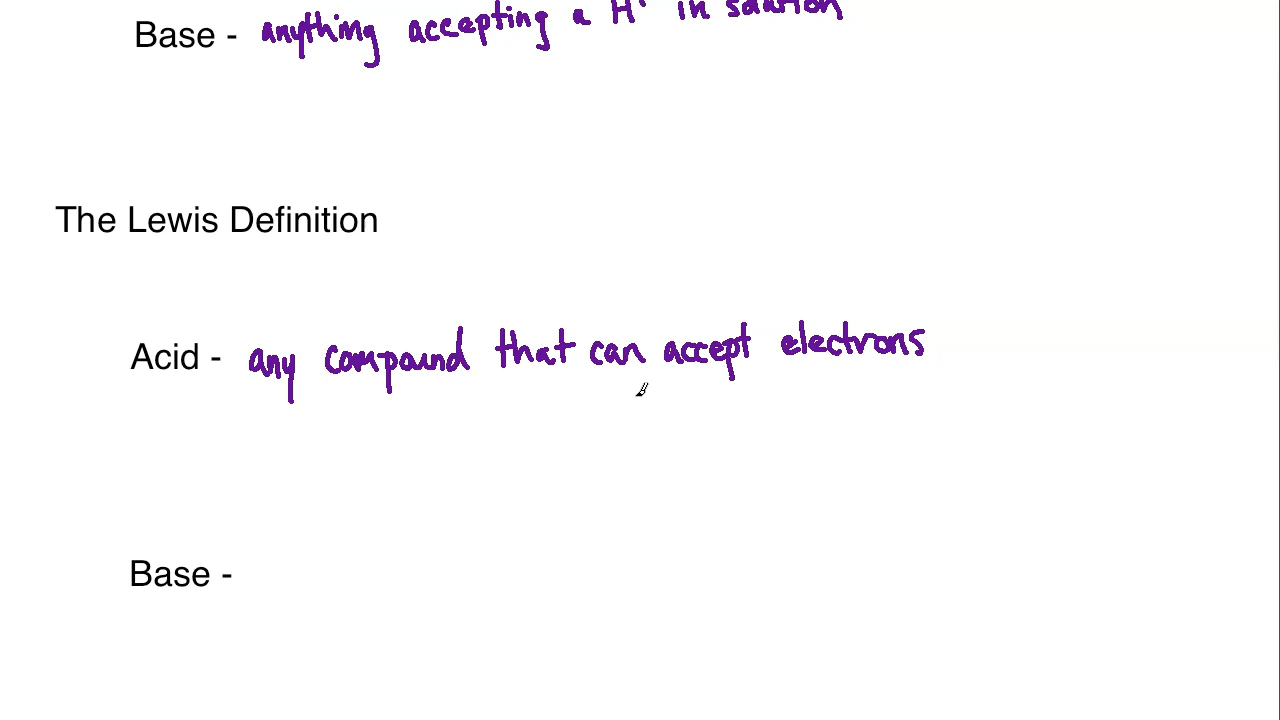 Base - anything accepting a H⁺ in solution
The Lewis Definition
Acid - any compound that can accept electrons
Base -